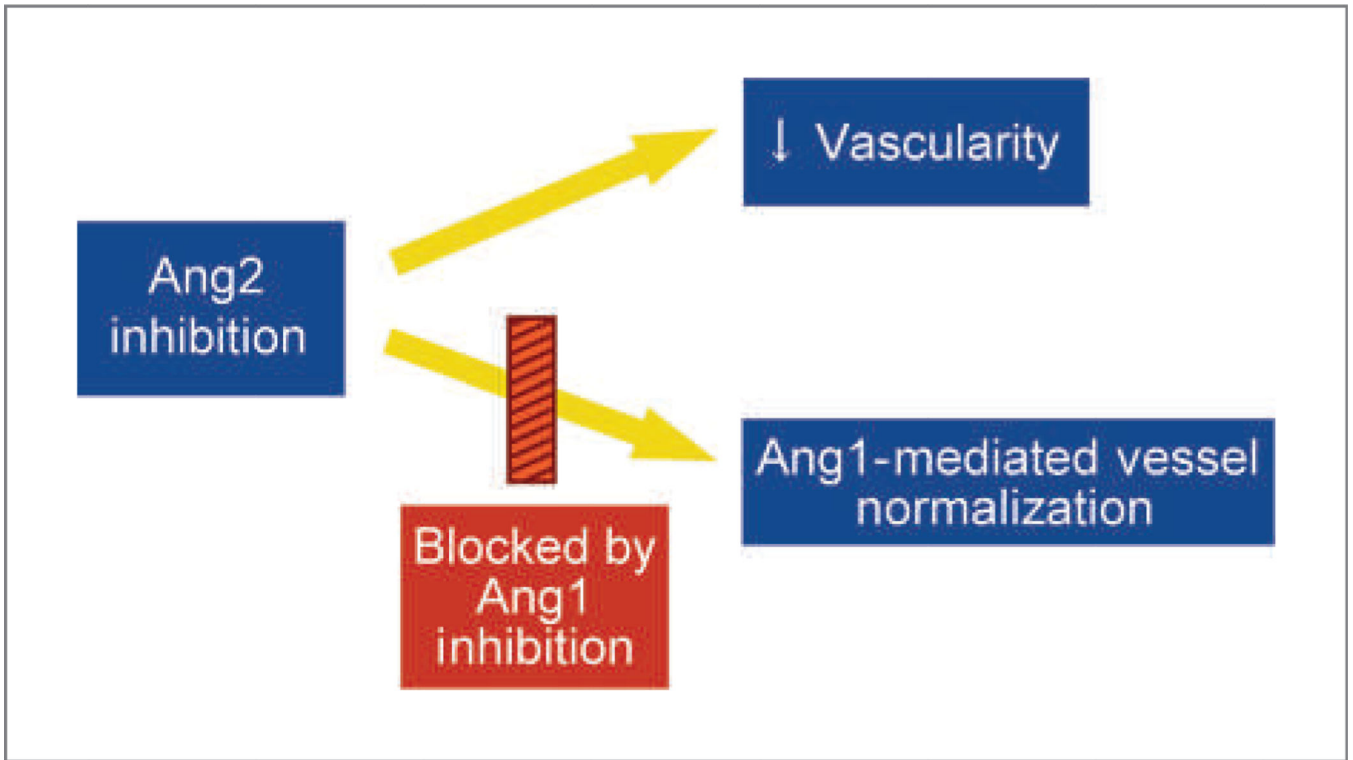 ↓ Vascularity
Ang2
inhibition
Ang1-mediated vessel
normalization
Blocked by
Ang1
inhibition